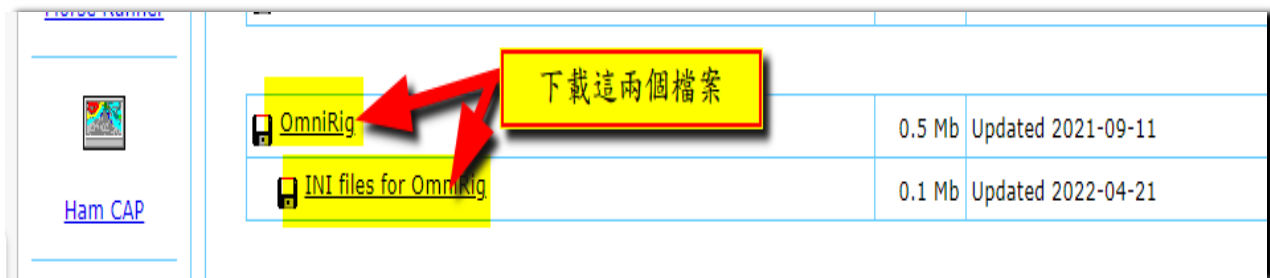 Morse Runner
下載這兩個檔案
OmniRig 0.5 Mb Updated 2021-09-11
INI files for OmniRig 0.1 Mb Updated 2022-04-21
Ham CAP